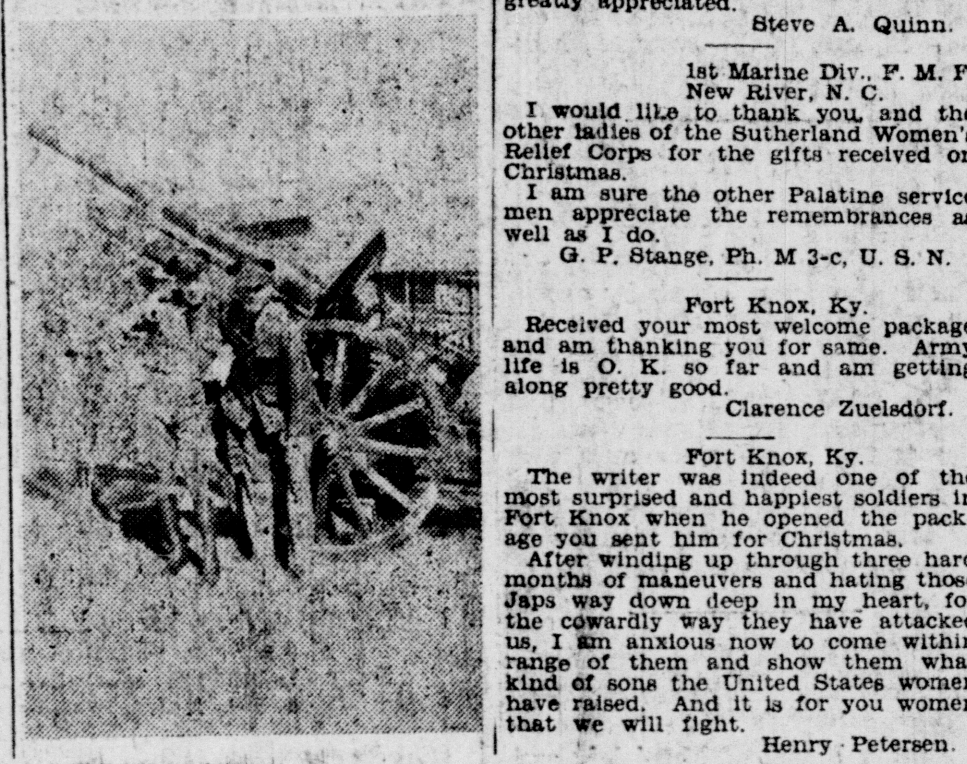 greatly appreciated.
Steve A. Quinn.
1st Marine Div., F. M. F
New River, N. C.
I would like to thank you, and the
other ladies of the Sutherland Women's
Relief Corps for the gifts received on
Christmas.
I am sure the other Palatine service
men appreciate the remembrances as
well as I do.
G. P. Stange, Ph. M 3-c, U. S. N.
Fort Knox, Ky.
Received your most welcome package
and am thanking you for same. Army
life is O. K. so far and am getting
along pretty good.
Clarence Zuelsdorf.
Fort Knox, Ky.
The writer was indeed one of the
most surprised and happiest soldiers in
Fort Knox when he opened the pack-
age you sent him for Christmas.
After winding up through three hard
months of maneuvers and hating those
Japs way down deep in my heart, for
the cowardly way they have attacked
us, I am anxious now to come within
range of them and show them what
kind of sons the United States women
have raised. And it is for you women
that we will fight.
Henry Petersen.